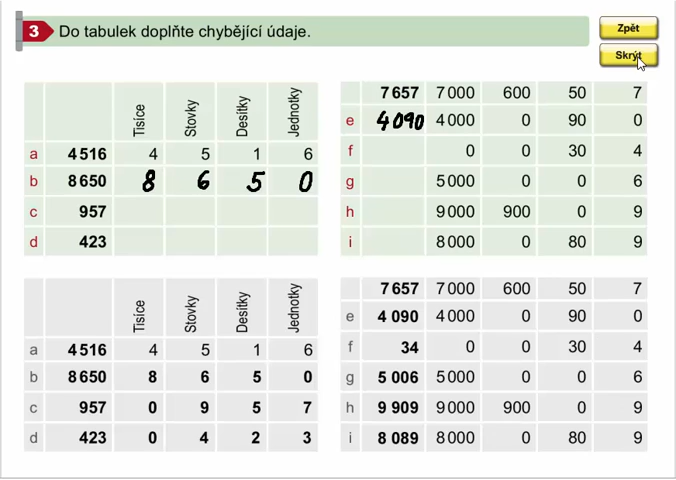 3 Do tabulek doplňte chybějící údaje.
Zpět
Skrýt
Tisíce Stovky Desítky Jednotky
a 4 516 4 5 1 6
b 8 650 8 6 5 0
c 957
d 423
7 657 7 000 600 50 7
e 4090 4 000 0 90 0
f 0 0 30 4
g 5 000 0 0 6
h 9 000 900 0 9
i 8 000 0 80 9
Tisíce Stovky Desítky Jednotky
a 4 516 4 5 1 6
b 8 650 8 6 5 0
c 957 0 9 5 7
d 423 0 4 2 3
7 657 7 000 600 50 7
e 4 090 4 000 0 90 0
f 34 0 0 30 4
g 5 006 5 000 0 0 6
h 9 909 9 000 900 0 9
i 8 089 8 000 0 80 9